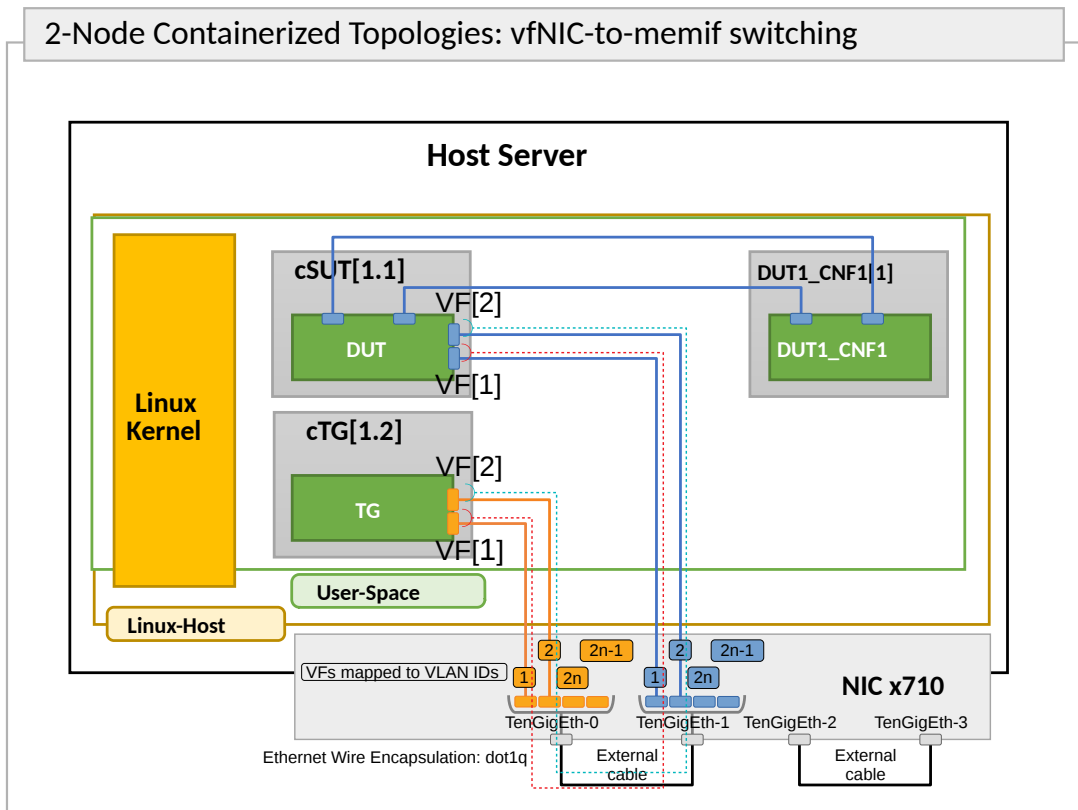 2-Node Containerized Topologies: vfNIC-to-memif switching
Host Server
cSUT[1.1]
DUT1_CNF1[1]
VF[2]
DUT
DUT1_CNF1
VF[1]
Linux
Kernel
cTG[1.2]
VF[2]
TG
VF[1]
User-Space
Linux-Host
2
2n-1
2
2n-1
VFs mapped to VLAN IDs
1
2n
1
2n
NIC x710
TenGigEth-0
TenGigEth-1
TenGigEth-2
TenGigEth-3
Ethernet Wire Encapsulation: dot1q
External
cable
External
cable